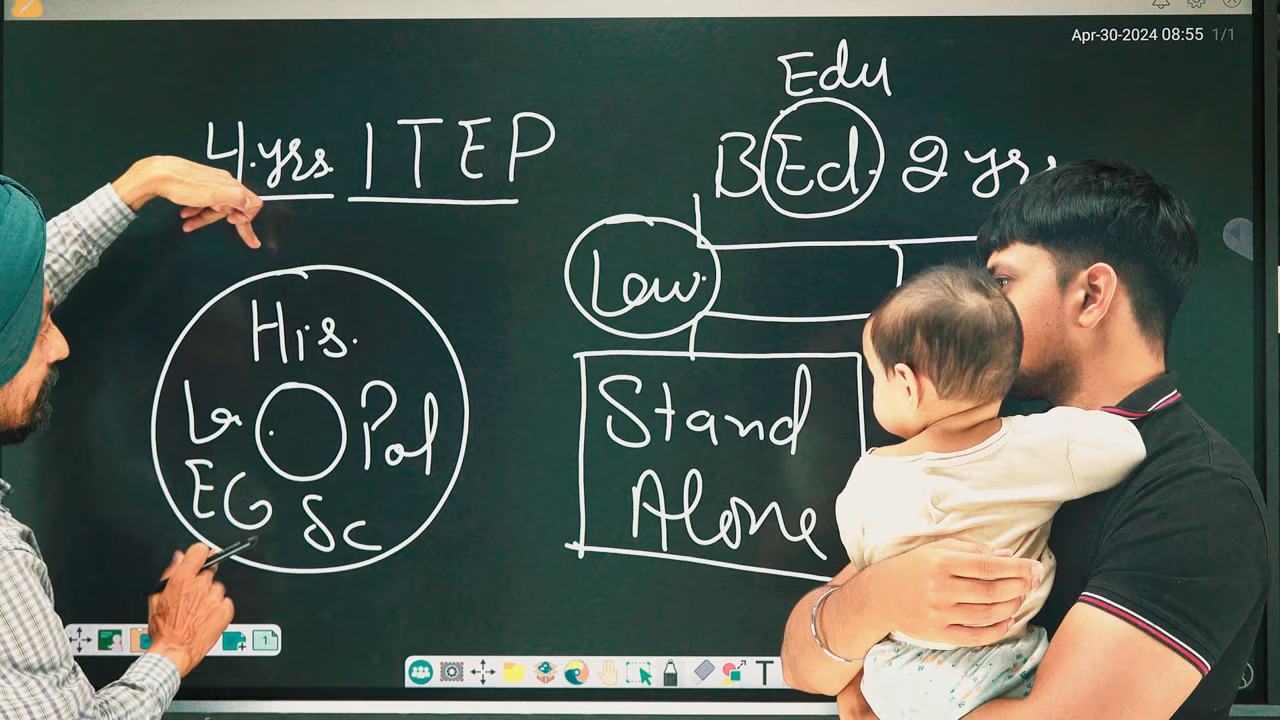 Apr-30-2024 08:55 1/1
Edu
4.yrs. ITEP
BEd. 2 yrs.
Law.
His.
Pol
EG
Sc
Stand
Alone
1
T